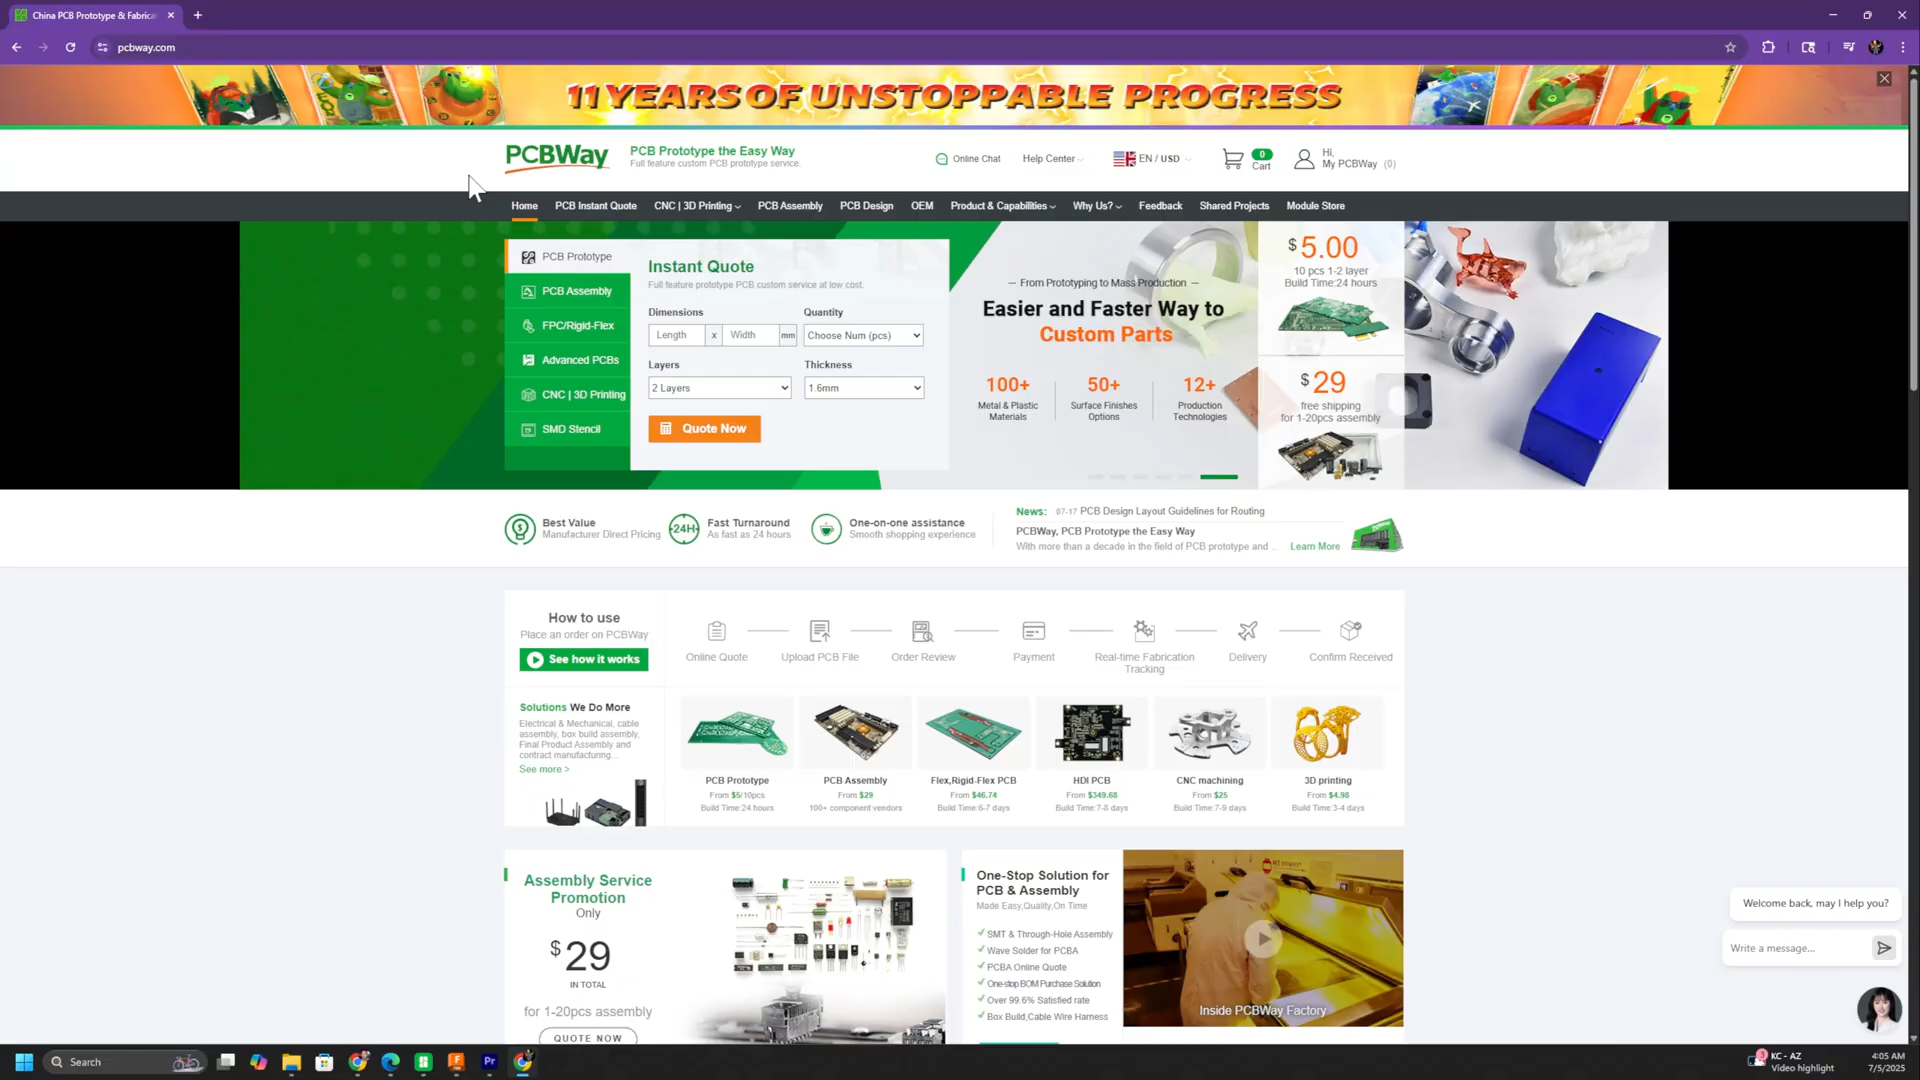 China PCB Prototype & Fabrica
pcbway.com
11 YEARS OF UNSTOPPABLE PROGRESS
PCBWay
PCB Prototype the Easy Way
Full feature custom PCB prototype service.
Online Chat
Help Center
EN / USD
0
Cart
Hi,
My PCBWay (0)
Home
PCB Instant Quote
CNC | 3D Printing
PCB Assembly
PCB Design
OEM
Product & Capabilities
Why Us?
Feedback
Shared Projects
Module Store
PCB Prototype
PCB Assembly
FPC/Rigid-Flex
Advanced PCBs
CNC | 3D Printing
SMD Stencil
Instant Quote
Full feature prototype PCB custom service at low cost.
Dimensions
Quantity
Length x Width mm
Choose Num (pcs)
Layers
Thickness
2 Layers
1.6mm
Quote Now
— From Prototyping to Mass Production —
Easier and Faster Way to
Custom Parts
100+
Metal & Plastic
Materials
50+
Surface Finishes
Options
12+
Production
Technologies
$ 5.00
10 pcs 1-2 layer
Build Time:24 hours
$ 29
free shipping
for 1-20pcs assembly
Best Value
Manufacturer Direct Pricing
24H
Fast Turnaround
As fast as 24 hours
One-on-one assistance
Smooth shopping experience
News: 07-17 PCB Design Layout Guidelines for Routing
PCBWay, PCB Prototype the Easy Way
With more than a decade in the field of PCB prototype and ...
Learn More
How to use
Place an order on PCBWay
See how it works
Online Quote
Upload PCB File
Order Review
Payment
Real-time Fabrication
Tracking
Delivery
Confirm Received
Solutions We Do More
Electrical & Mechanical, cable
assembly, box build assembly,
Final Product Assembly and
contract manufacturing...
See more >
PCB Prototype
From $5/10pcs
Build Time:24 hours
PCB Assembly
From $29
100+ component vendors
Flex,Rigid-Flex PCB
From $46.74
Build Time:6-7 days
HDI PCB
From $349.68
Build Time:7-8 days
CNC machining
From $25
Build Time:7-9 days
3D printing
From $4.98
Build Time:3-4 days
Assembly Service
Promotion
Only
$ 29
IN TOTAL
for 1-20pcs assembly
QUOTE NOW
One-Stop Solution for
PCB & Assembly
Made Easy,Quality,On Time
SMT & Through-Hole Assembly
Wave Solder for PCBA
PCBA Online Quote
One-stop BOM Purchase Solution
Over 99.6% Satisfied rate
Box Build,Cable Wire Harness
Inside PCBWay Factory
Welcome back, may I help you?
Write a message...
Search
Pr
3
KC - AZ
Video highlight
4:05 AM
7/5/2025